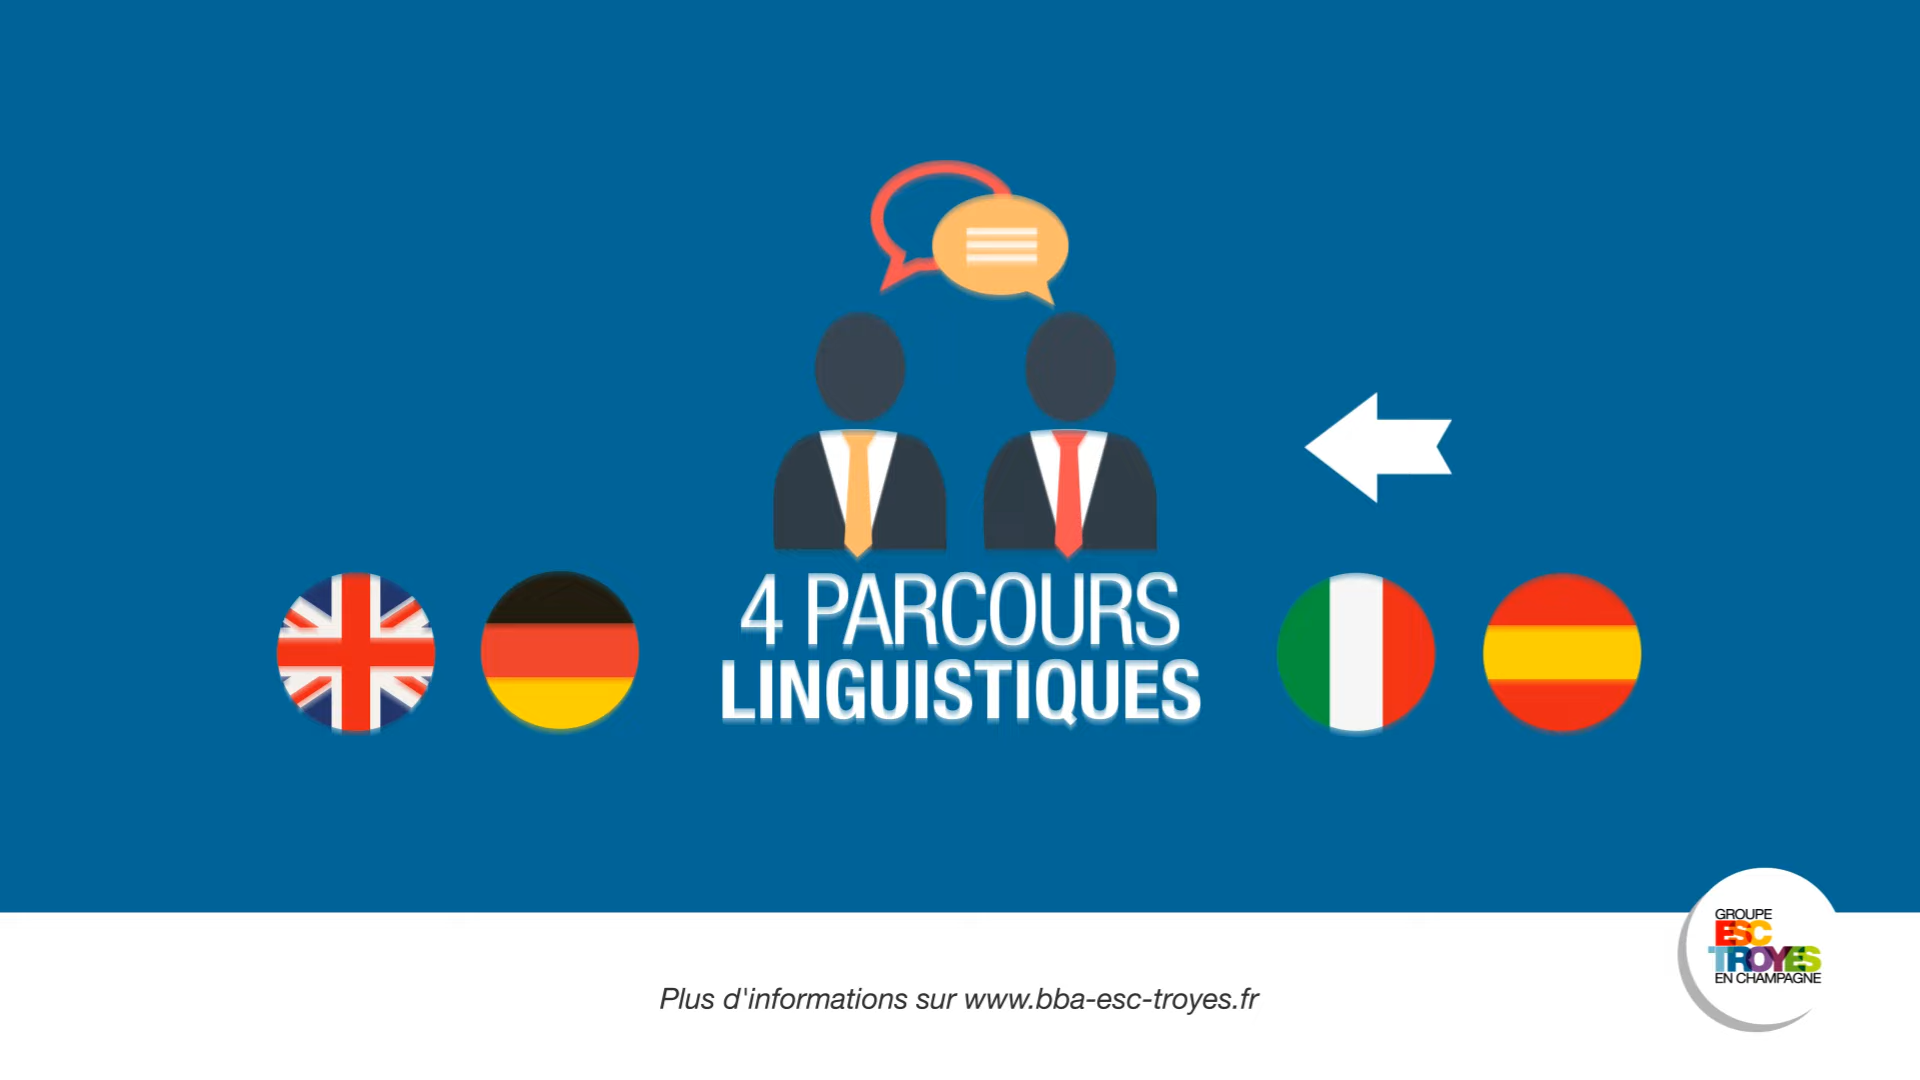 4 PARCOURS
LINGUISTIQUES
GROUPE
ESC
TROYES
EN CHAMPAGNE
Plus d'informations sur www.bba-esc-troyes.fr